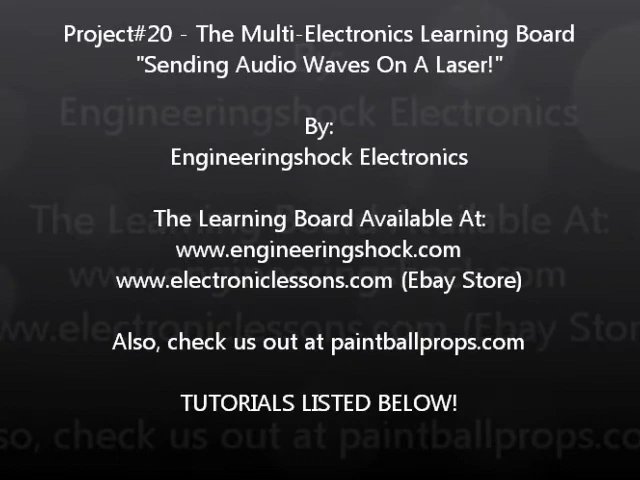 Project#20 - The Multi-Electronics Learning Board
"Sending Audio Waves On A Laser!"
By:
Engineeringshock Electronics
The Learning Board Available At:
www.engineeringshock.com
www.electroniclessons.com (Ebay Store)
Also, check us out at paintballprops.com
TUTORIALS LISTED BELOW!